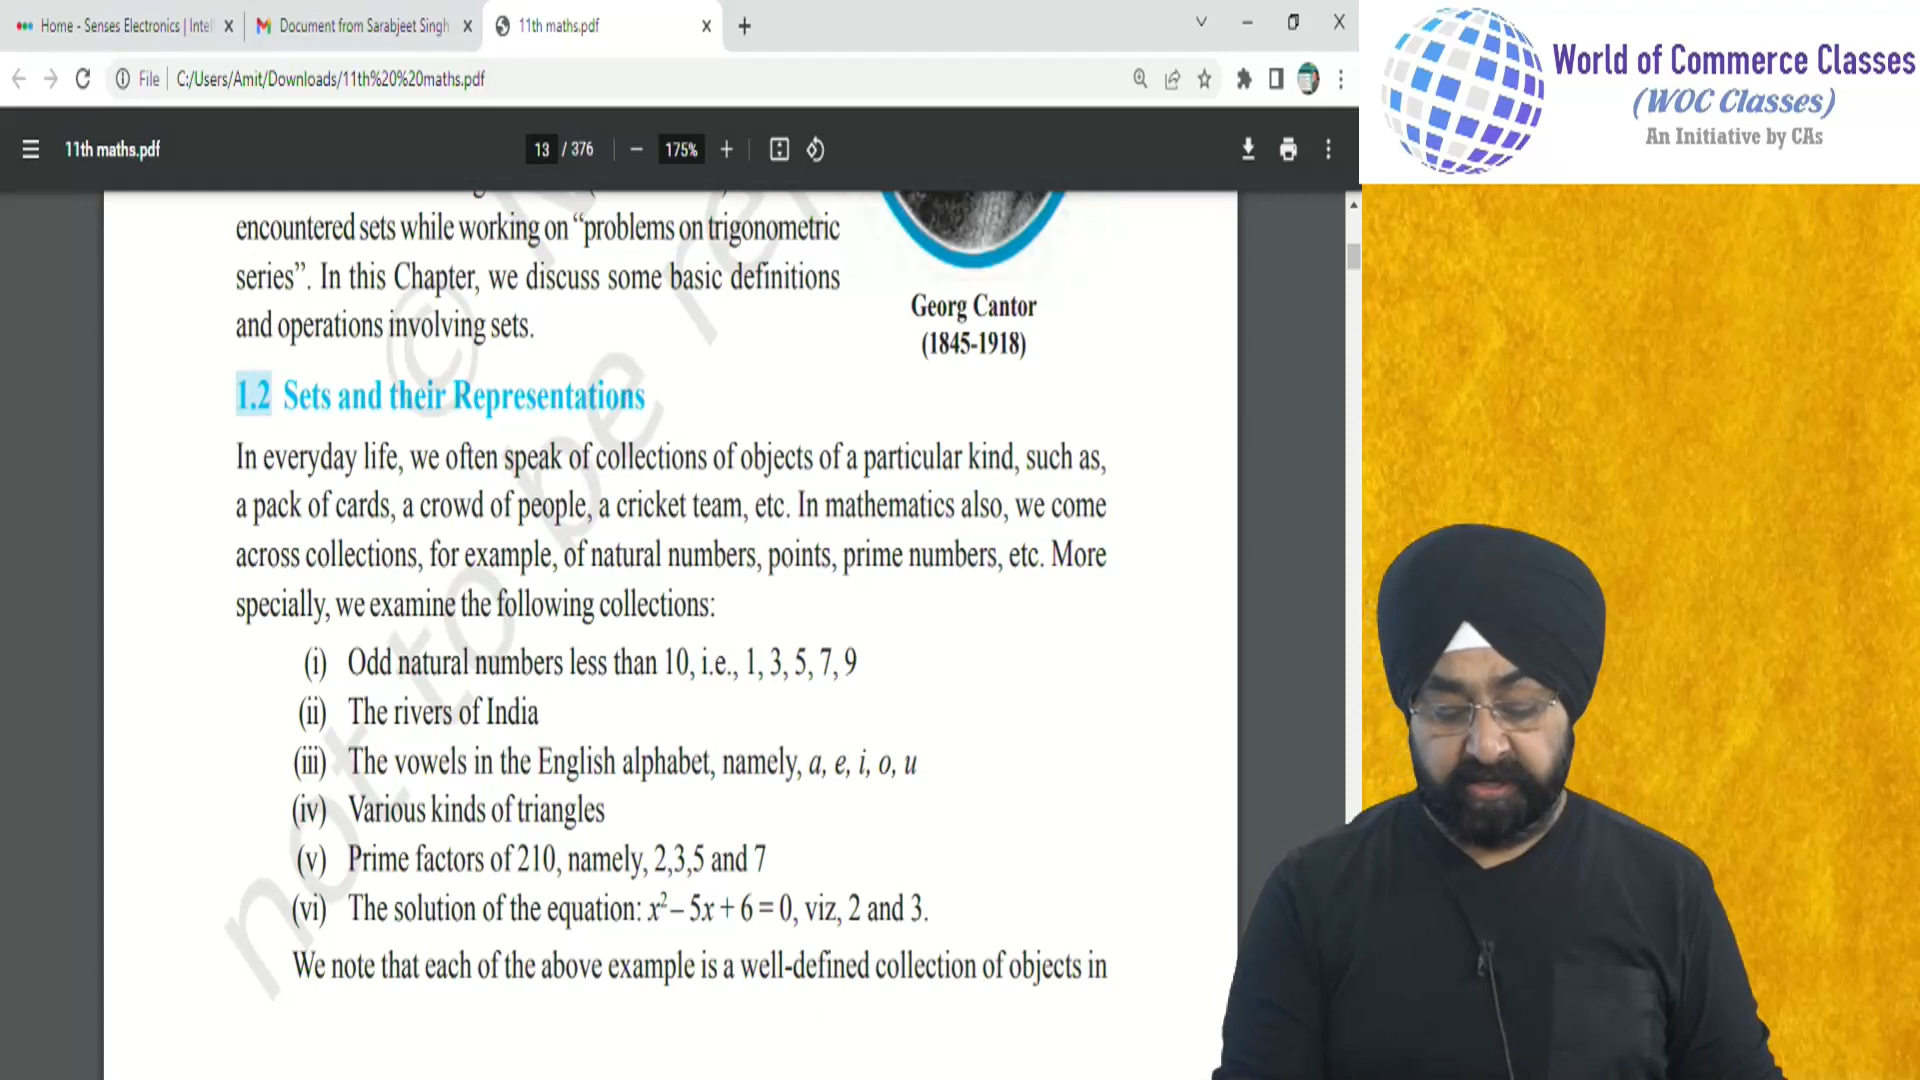 Home - Senses Electronics | Intel
Document from Sarabjeet Singh
11th maths.pdf
File
C:/Users/Amit/Downloads/11th%20%20maths.pdf
11th maths.pdf
13 / 376
175%
World of Commerce Classes
(WOC Classes)
An Initiative by CAs
encountered sets while working on “problems on trigonometric
series”. In this Chapter, we discuss some basic definitions
and operations involving sets.
Georg Cantor
(1845-1918)
1.2 Sets and their Representations
In everyday life, we often speak of collections of objects of a particular kind, such as,
a pack of cards, a crowd of people, a cricket team, etc. In mathematics also, we come
across collections, for example, of natural numbers, points, prime numbers, etc. More
specially, we examine the following collections:
(i) Odd natural numbers less than 10, i.e., 1, 3, 5, 7, 9
(ii) The rivers of India
(iii) The vowels in the English alphabet, namely, a, e, i, o, u
(iv) Various kinds of triangles
(v) Prime factors of 210, namely, 2,3,5 and 7
(vi) The solution of the equation: x² – 5x + 6 = 0, viz, 2 and 3.
We note that each of the above example is a well-defined collection of objects in
not to be